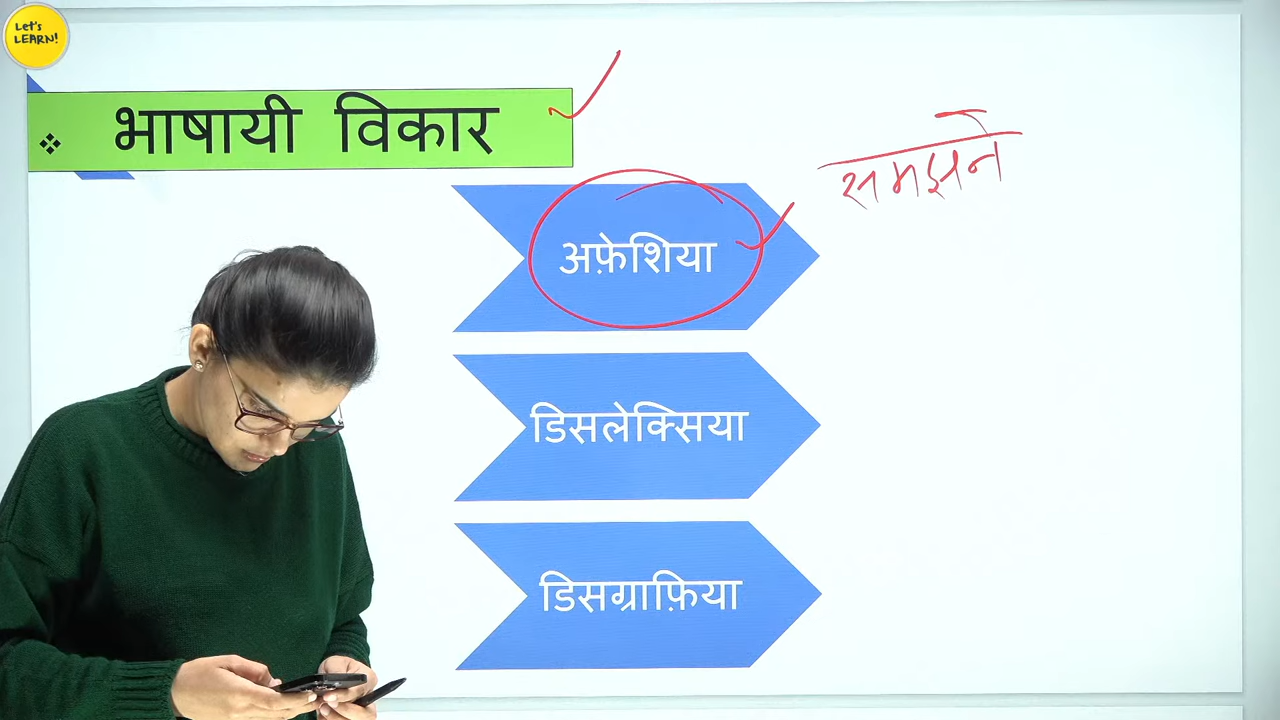 Let's
LEARN!
❖ भाषायी विकार
समझने
अफ़ेशिया
डिसलेक्सिया
डिसग्राफ़िया